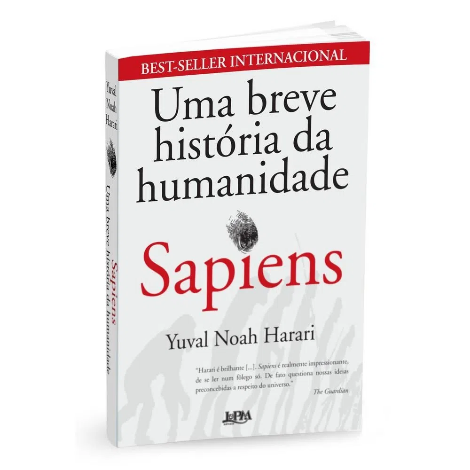 BEST-SELLER INTERNACIONAL
Uma breve
história da
humanidade
Sapiens
Yuval Noah Harari
"Harari é brilhante [...]. Sapiens é realmente impressionante,
de se ler num fôlego só. De fato questiona nossas ideias
preconcebidas a respeito do universo."
The Guardian
L&PM
Yuval
Noah
Harari
Sapiens
Uma breve história da humanidade